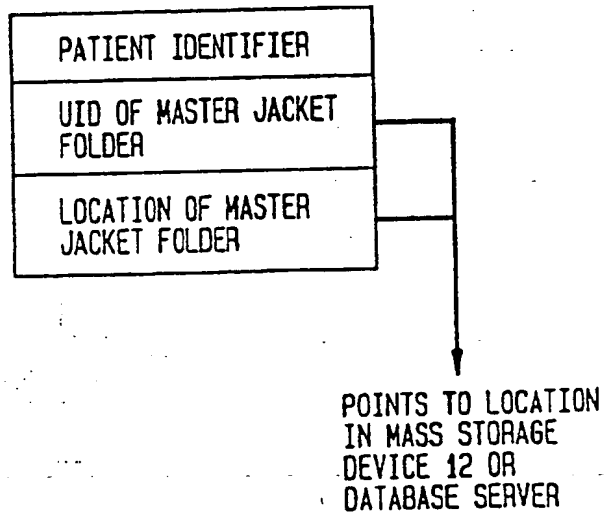 PATIENT IDENTIFIER
UID OF MASTER JACKET
FOLDER
LOCATION OF MASTER
JACKET FOLDER
POINTS TO LOCATION
IN MASS STORAGE
DEVICE 12 OR
DATABASE SERVER